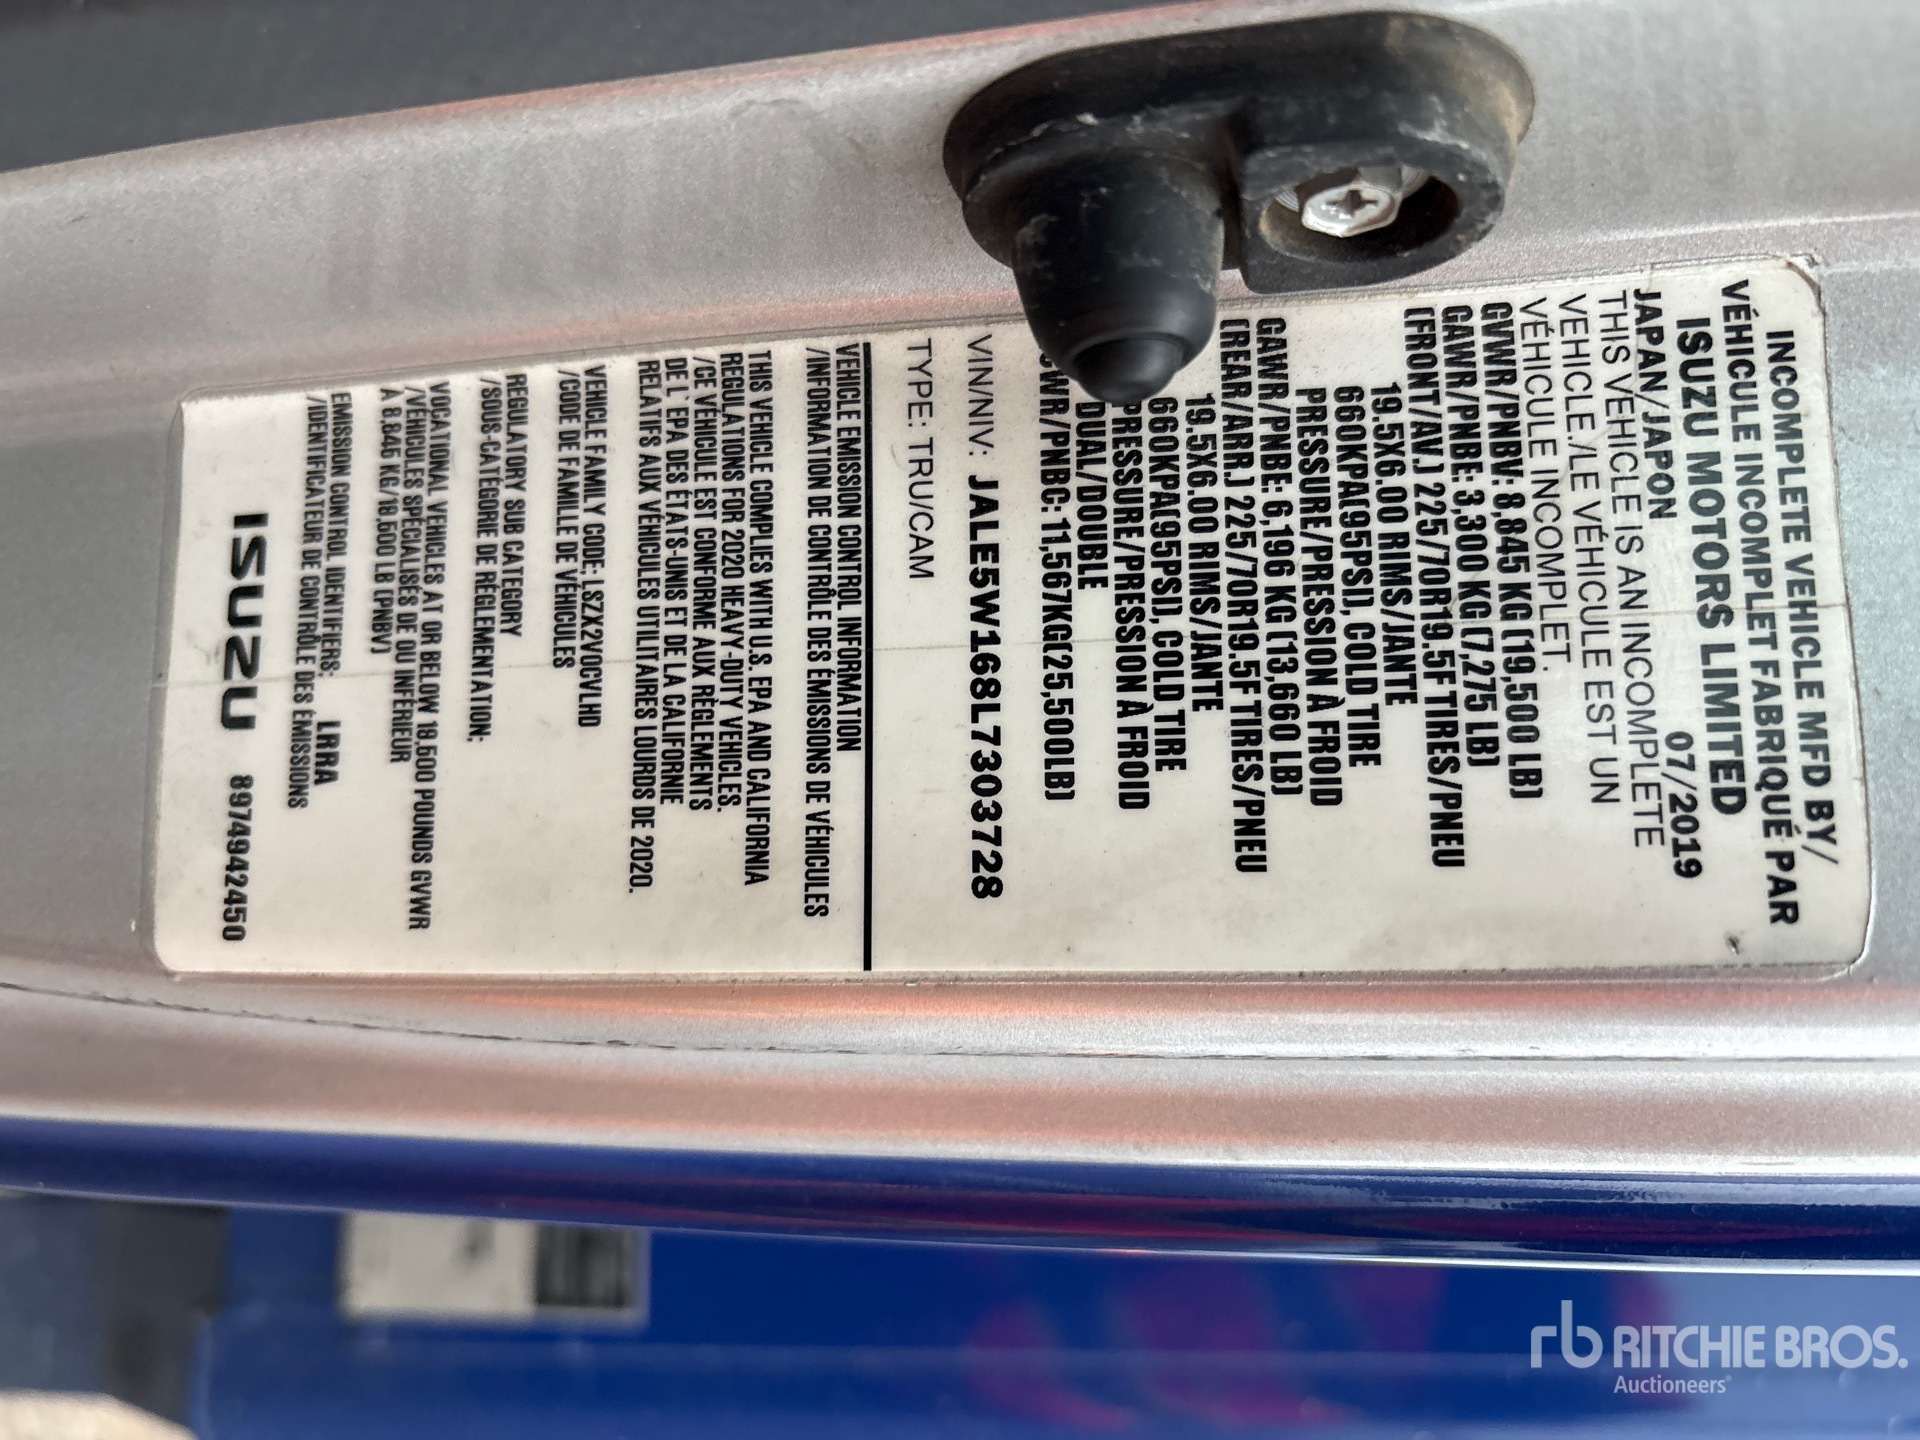 INCOMPLETE VEHICLE MFD BY/
VÉHICULE INCOMPLET FABRIQUÉ PAR
ISUZU MOTORS LIMITED
JAPAN/JAPON 07/2019
THIS VEHICLE IS AN INCOMPLETE
VEHICLE./LE VÉHICULE EST UN
VÉHICULE INCOMPLET.
GVWR/PNBV: 8,845 KG (19,500 LB)
GAWR/PNBE: 3,300 KG (7,275 LB)
(FRONT/AV.) 225/70R19.5F TIRES/PNEU
19.5X6.00 RIMS/JANTE
660KPA(95PSI), COLD TIRE
PRESSURE/PRESSION À FROID
GAWR/PNBE: 6,196 KG (13,660 LB)
(REAR/ARR.) 225/70R19.5F TIRES/PNEU
19.5X6.00 RIMS/JANTE
660KPA(95PSI), COLD TIRE
PRESSURE/PRESSION À FROID
DUAL/DOUBLE
CWR/PNBC: 11,567KG(25,500LB)
VIN/NIV: JALE5W168L7303728
TYPE: TRU/CAM
VEHICLE EMISSION CONTROL INFORMATION
/INFORMATION DE CONTRÔLE DES ÉMISSIONS DE VÉHICULES
THIS VEHICLE COMPLIES WITH U.S. EPA AND CALIFORNIA
REGULATIONS FOR 2020 HEAVY-DUTY VEHICLES.
/CE VÉHICULE EST CONFORME AUX RÈGLEMENTS
DE L'EPA DES ÉTATS-UNIS ET DE LA CALIFORNIE
RELATIFS AUX VÉHICULES UTILITAIRES LOURDS DE 2020.
VEHICLE FAMILY CODE; LSZX2VOCVLHD
/CODE DE FAMILLE DE VÉHICULES
REGULATORY SUB CATEGORY
/SOUS-CATÉGORIE DE RÉGLEMENTATION;
VOCATIONAL VEHICLES AT OR BELOW 19,500 POUNDS GVWR
/VÉHICULES SPÉCIALISÉS DE OU INFÉRIEUR
À 8,845 KG/19,500 LB (PNBV)
EMISSION CONTROL IDENTIFIERS: LRRA
/IDENTIFICATEUR DE CONTRÔLE DES ÉMISSIONS
ISUZU 8974942450
rb RITCHIE BROS.
Auctioneers